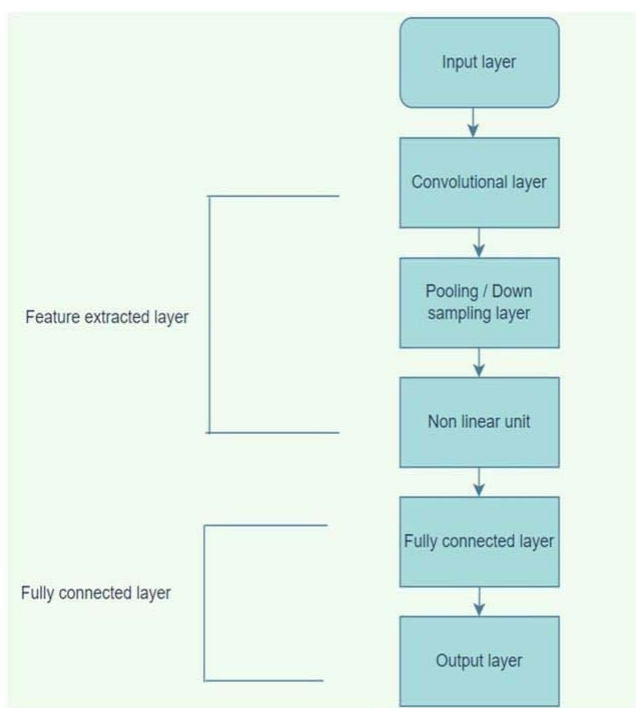 Input layer
Convolutional layer
Pooling / Down
sampling layer
Feature extracted layer
Non linear unit
Fully connected layer
Fully connected layer
Output layer